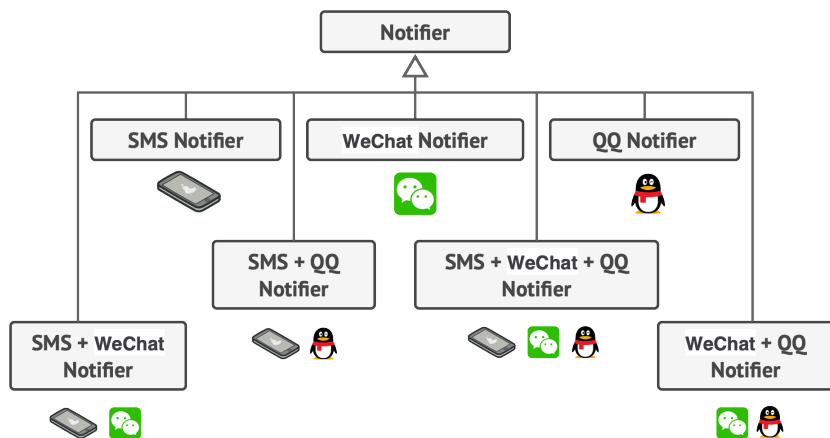 Notifier
SMS Notifier
WeChat Notifier
QQ Notifier
SMS + QQ
Notifier
SMS + WeChat + QQ
Notifier
SMS + WeChat
Notifier
WeChat + QQ
Notifier